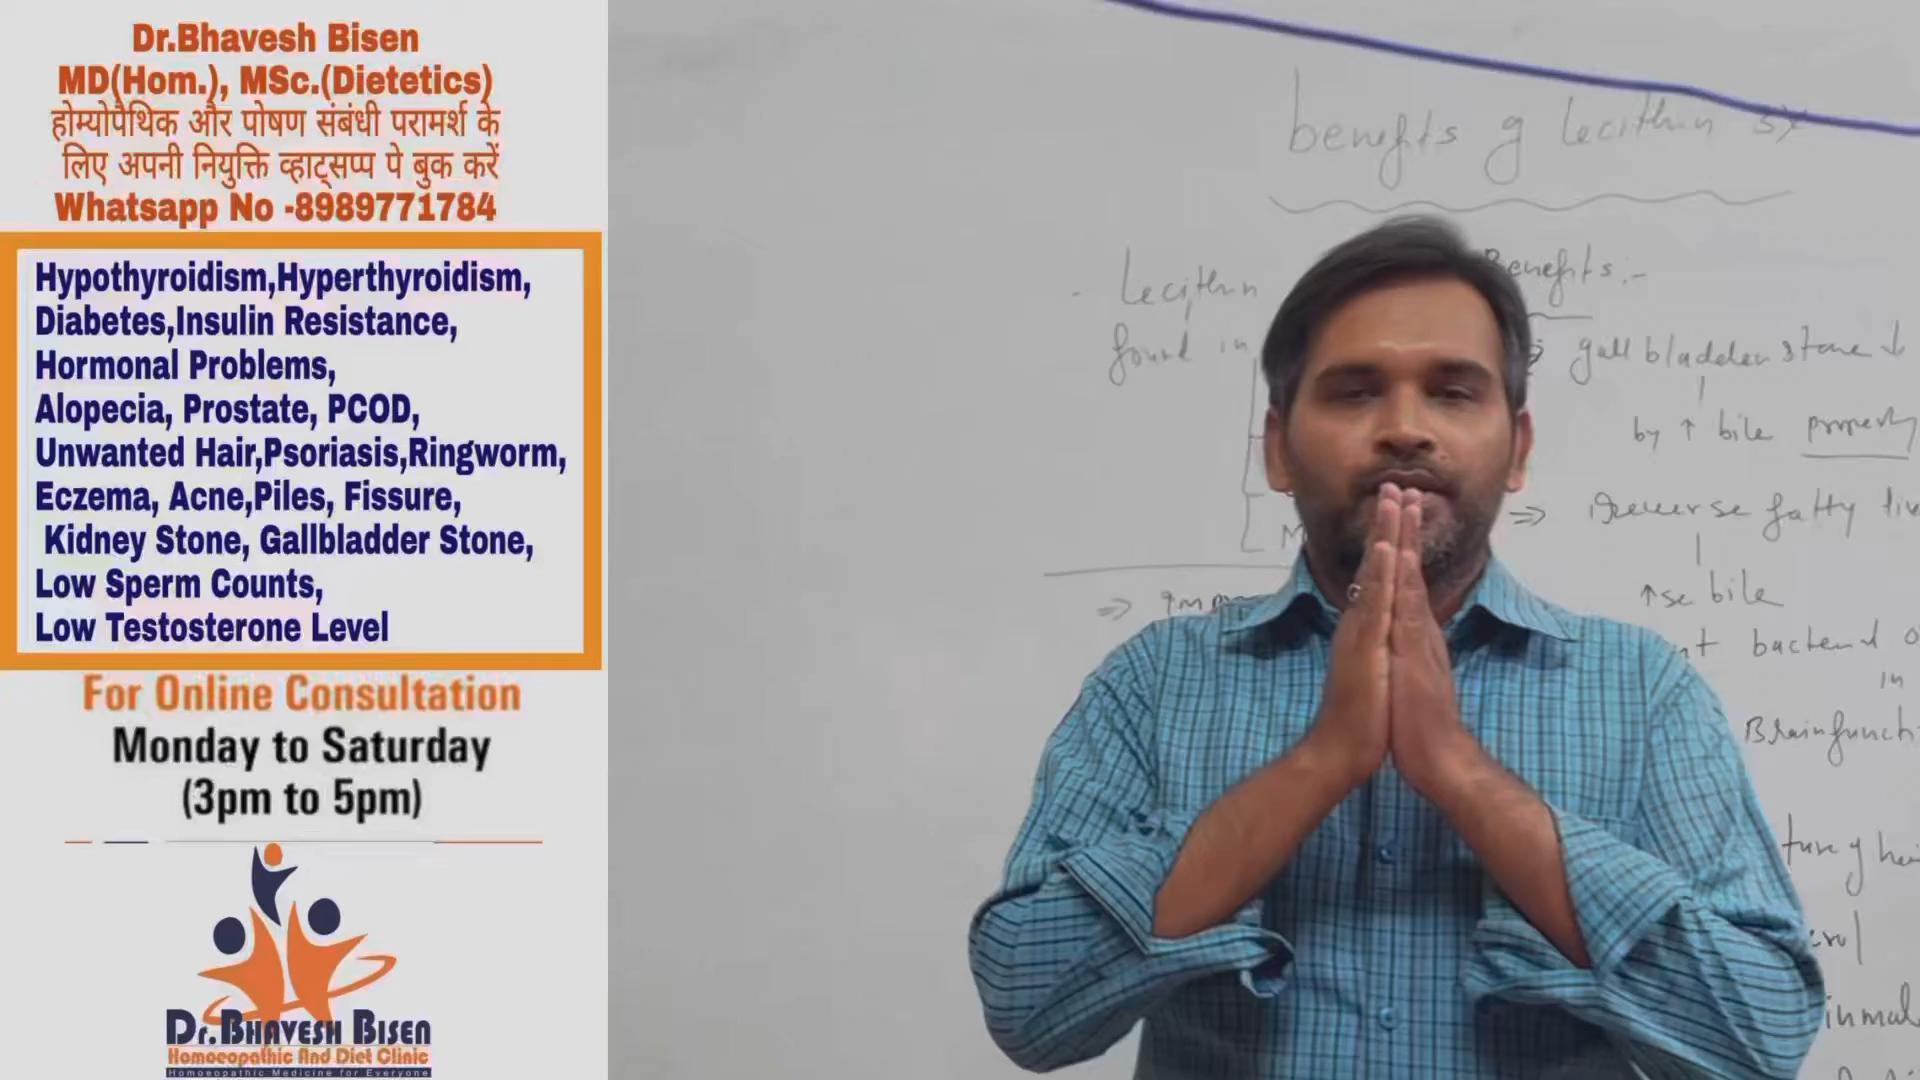 Dr.Bhavesh Bisen
MD(Hom.), MSc.(Dietetics)
होम्योपैथिक और पोषण संबंधी परामर्श के
लिए अपनी नियुक्ति व्हाट्सप्प पे बुक करें
Whatsapp No -8989771784
Hypothyroidism,Hyperthyroidism,
Diabetes,Insulin Resistance,
Hormonal Problems,
Alopecia, Prostate, PCOD,
Unwanted Hair,Psoriasis,Ringworm,
Eczema, Acne,Piles, Fissure,
Kidney Stone, Gallbladder Stone,
Low Sperm Counts,
Low Testosterone Level
For Online Consultation
Monday to Saturday
(3pm to 5pm)
Dr.Bhavesh Bisen
Homoeopathic And Diet Clinic
Homoeopathic Medicine for Everyone
benefits of Lecithin
Lecithin
found in
Benefits:-
gall bladder stone ↓
by ↑ bile property
⇒ Reverse fatty
↑se bile
in